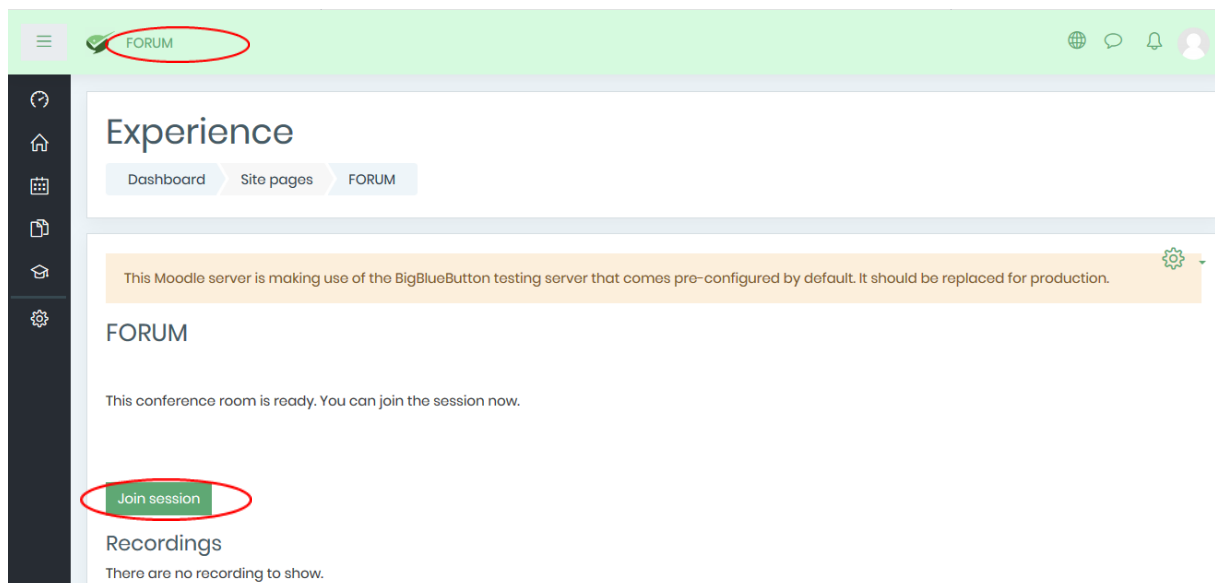 FORUM
Experience
Dashboard Site pages FORUM
This Moodle server is making use of the BigBlueButton testing server that comes pre-configured by default. It should be replaced for production.
FORUM
This conference room is ready. You can join the session now.
Join session
Recordings
There are no recording to show.